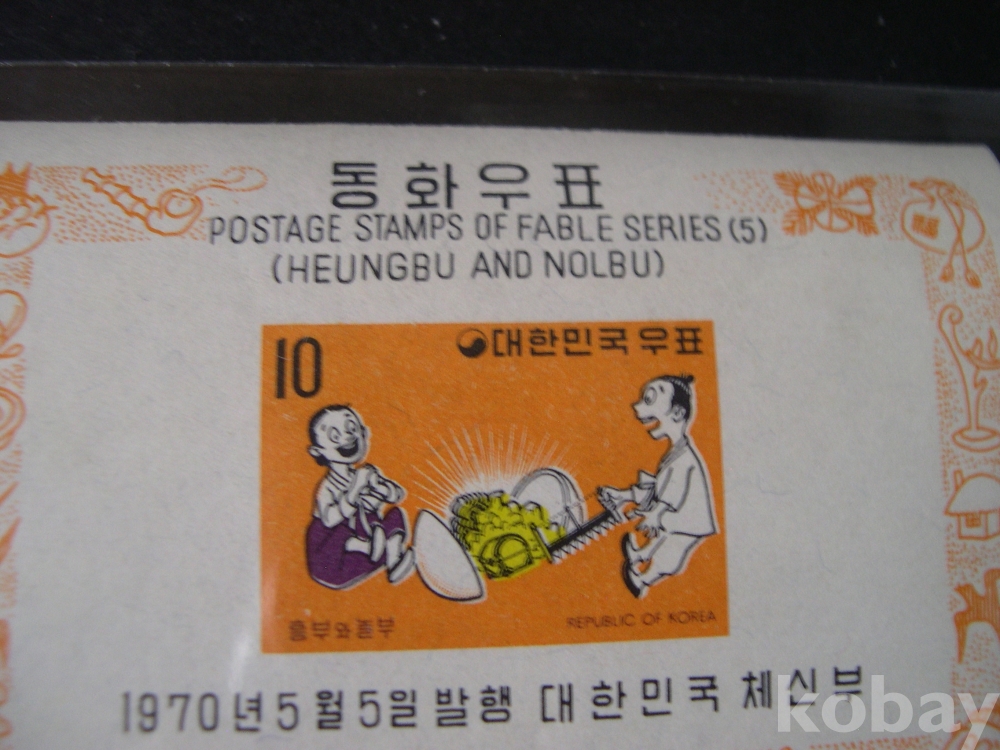 동화우표
POSTAGE STAMPS OF FABLE SERIES (5)
(HEUNGBU AND NOLBU)
10
대한민국우표
흥부와놀부
REPUBLIC OF KOREA
1970년 5월 5일 발행 대한민국 체신부
kobay